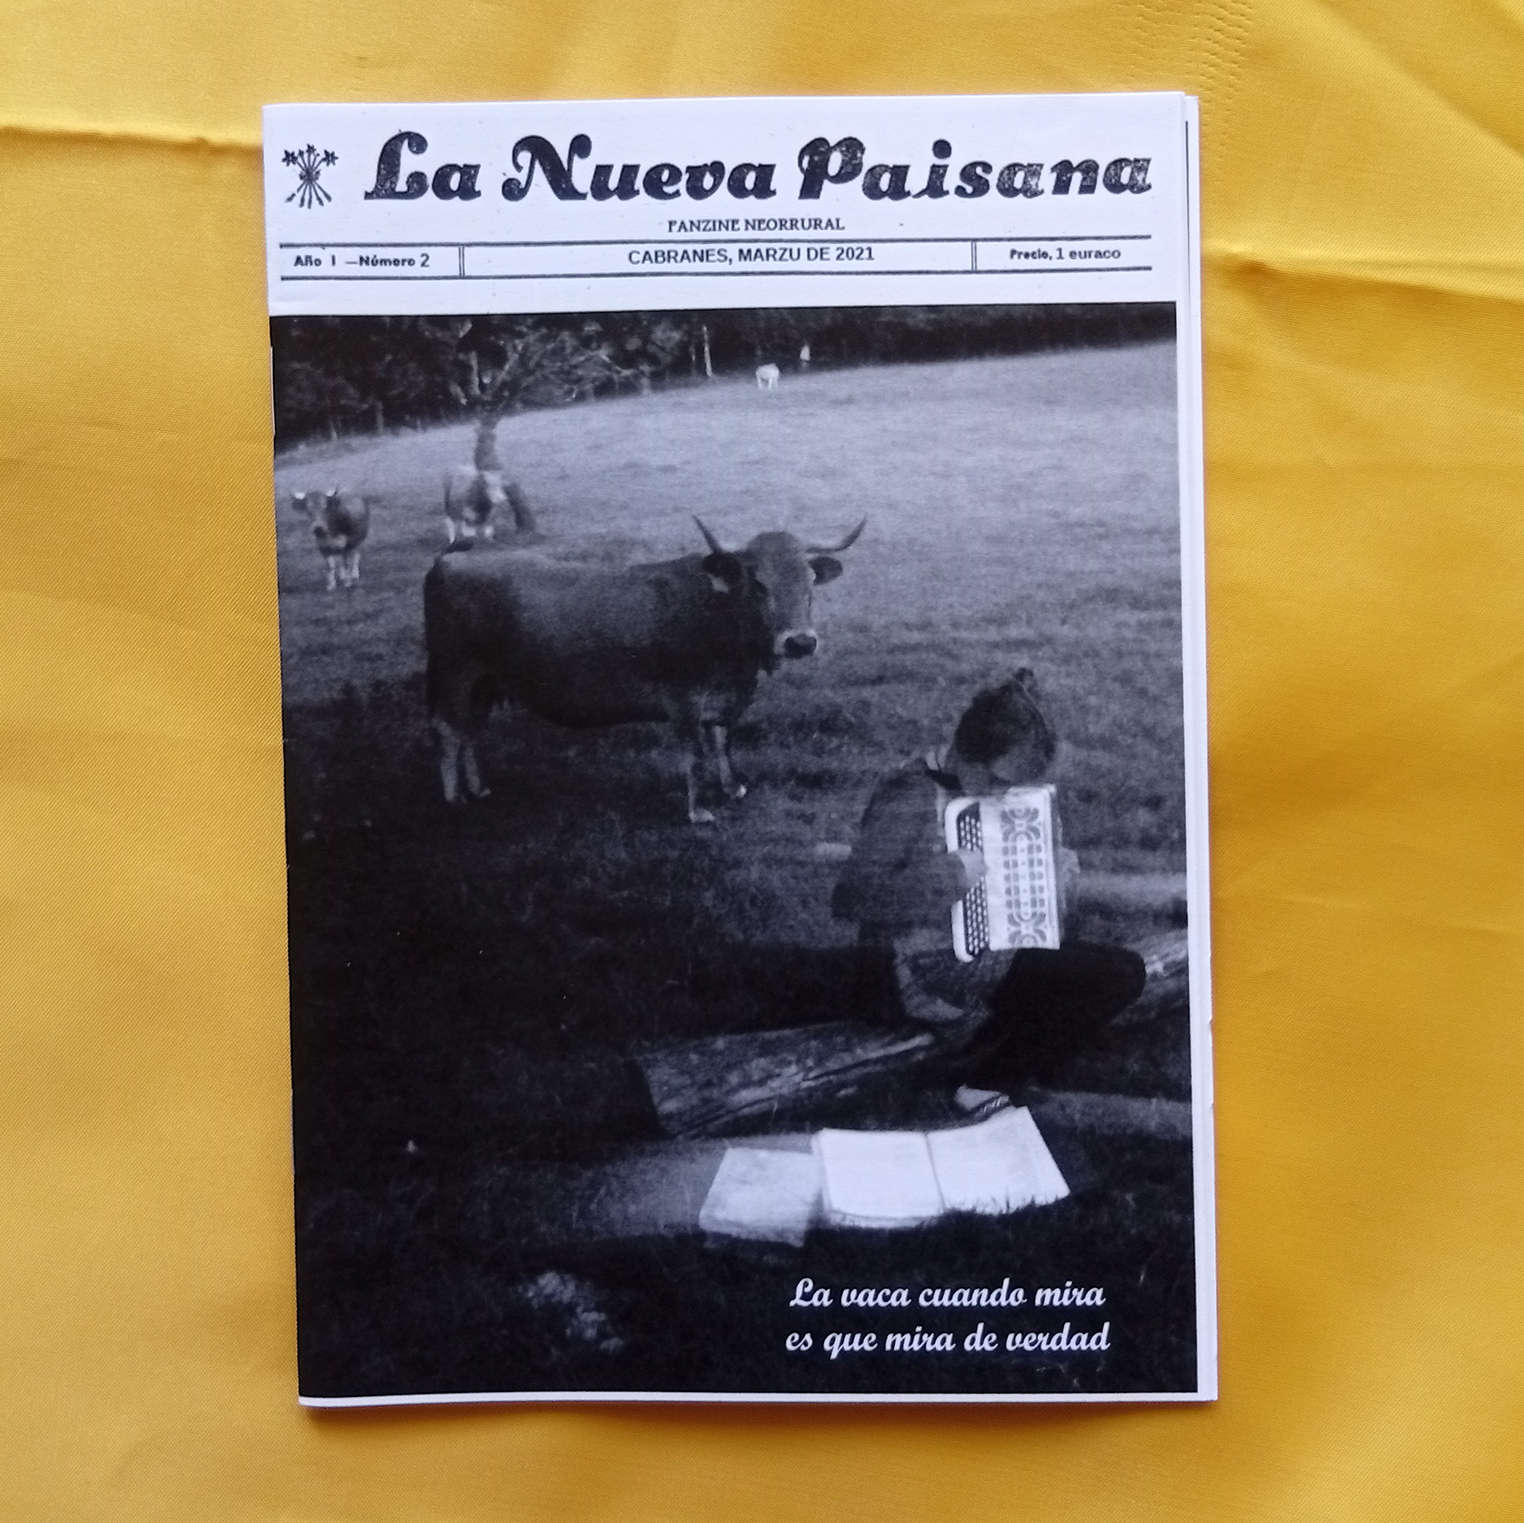 La Nueva Paisana
FANZINE NEORRURAL
Año I —Número 2
CABRANES, MARZU DE 2021
Precio, 1 euraco
La vaca cuando mira
es que mira de verdad